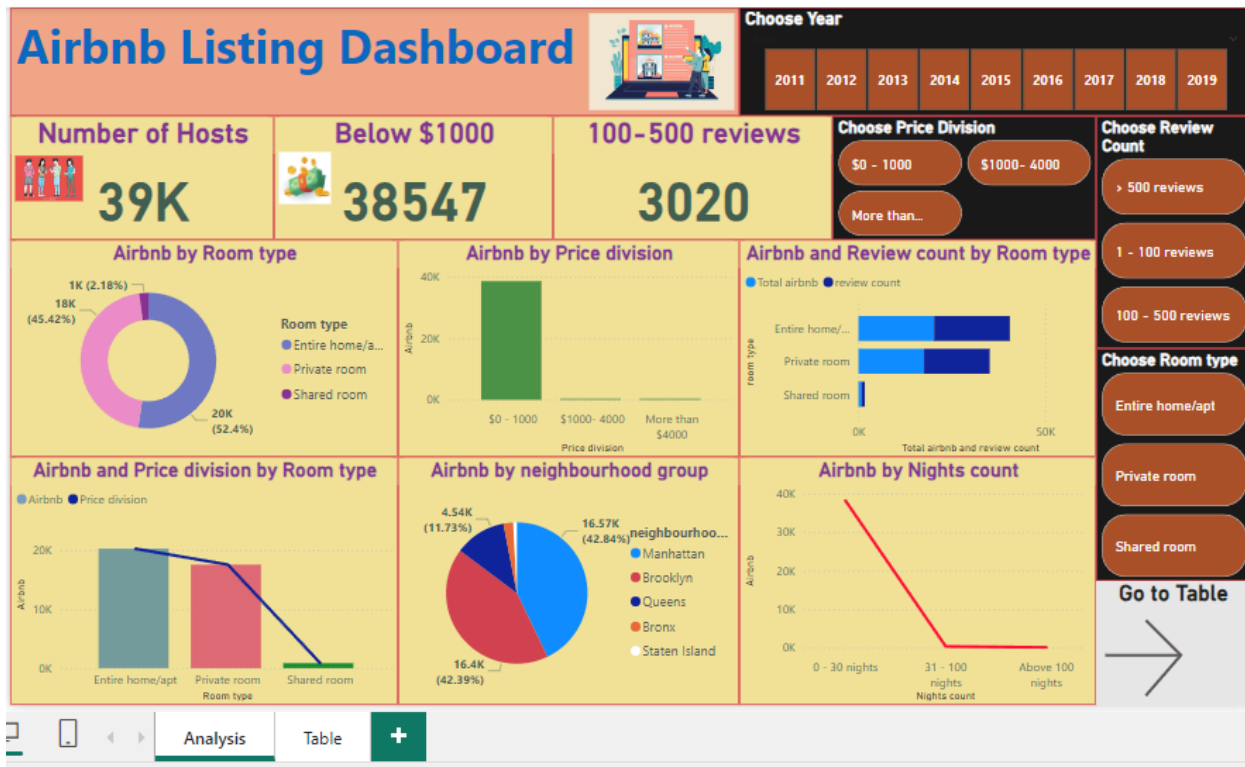 Airbnb Listing Dashboard
Choose Year
2011
2012
2013
2014
2015
2016
2017
2018
2019
Number of Hosts
39K
Below $1000
38547
100-500 reviews
3020
Choose Price Division
$0 - 1000
$1000- 4000
More than...
Choose Review
Count
> 500 reviews
1 - 100 reviews
100 - 500 reviews
Choose Room type
Entire home/apt
Private room
Shared room
Go to Table
Airbnb by Room type
1K (2.18%)
18K
(45.42%)
20K
(52.4%)
Room type
Entire home/a...
Private room
Shared room
Airbnb by Price division
Airbnb
40K
20K
0K
$0 - 1000
$1000- 4000
More than
$4000
Price division
Airbnb and Review count by Room type
Total airbnb
review count
room type
Entire home/...
Private room
Shared room
0K
50K
Total airbnb and review count
Airbnb and Price division by Room type
Airbnb
Price division
Airbnb
20K
10K
0K
Entire home/apt
Private room
Shared room
Room type
Airbnb by neighbourhood group
4.54K
(11.73%)
16.57K
(42.84%)
16.4K
(42.39%)
neighbourhoo...
Manhattan
Brooklyn
Queens
Bronx
Staten Island
Airbnb by Nights count
Airbnb
40K
30K
20K
10K
0K
0 - 30 nights
31 - 100
nights
Above 100
nights
Nights count
Analysis
Table
+